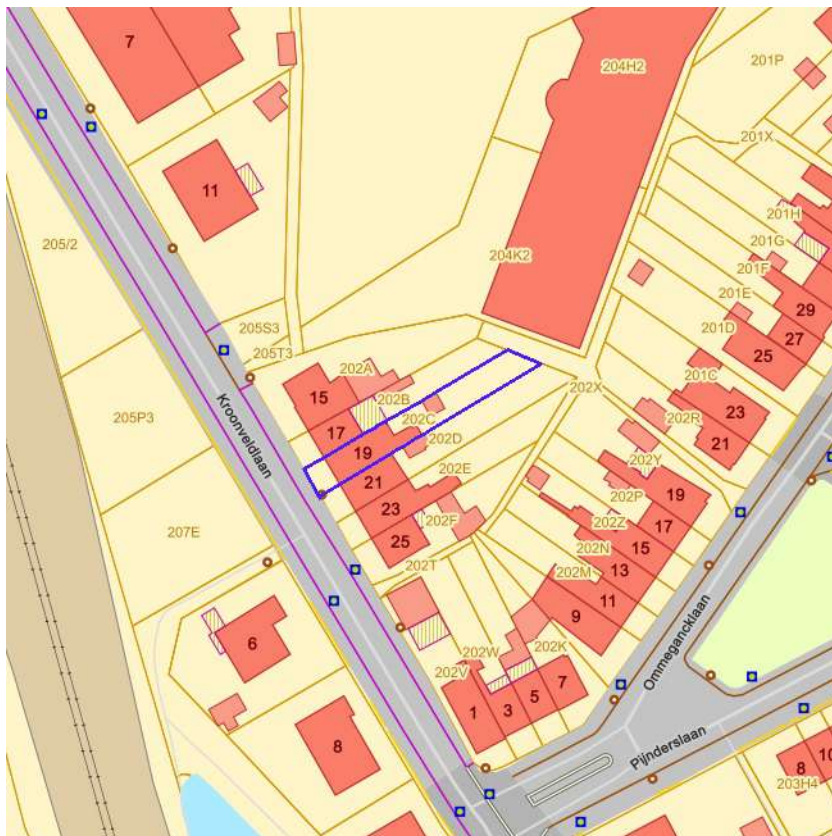 7
204H2
201P
201X
11
201H
205/2
201G
204K2
201F
29
201E
205S3
201D
27
25
205T3
202A
15
201C
202X
202B
205P3
Kroonveldlaan
17
202C
23
202R
202D
19
21
202Y
21
202E
19
23
202P
202F
17
207E
202Z
25
15
202N
202T
13
202M
11
9
6
Ommegancklaan
202W
202K
202V
7
5
1
3
8
Pijnderslaan
8
10
203H4